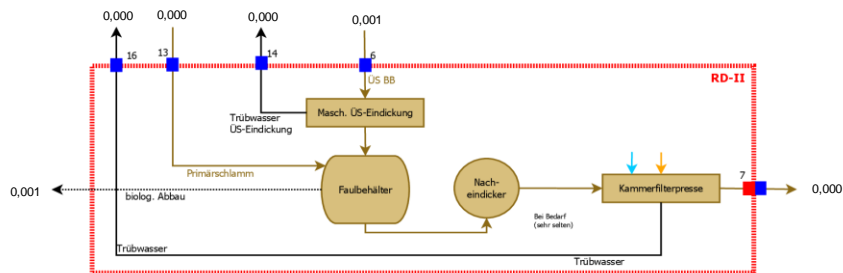 0,000
0,000
0,000
0,001
16
13
14
6
RD-II
ÜS BB
Masch. ÜS-Eindickung
Trübwasser
ÜS-Eindickung
Primärschlamm
7
0,001
biolog. Abbau
Faulbehälter
Nach-
eindicker
Kammerfilterpresse
0,000
Bei Bedarf
(sehr selten)
Trübwasser
Trübwasser